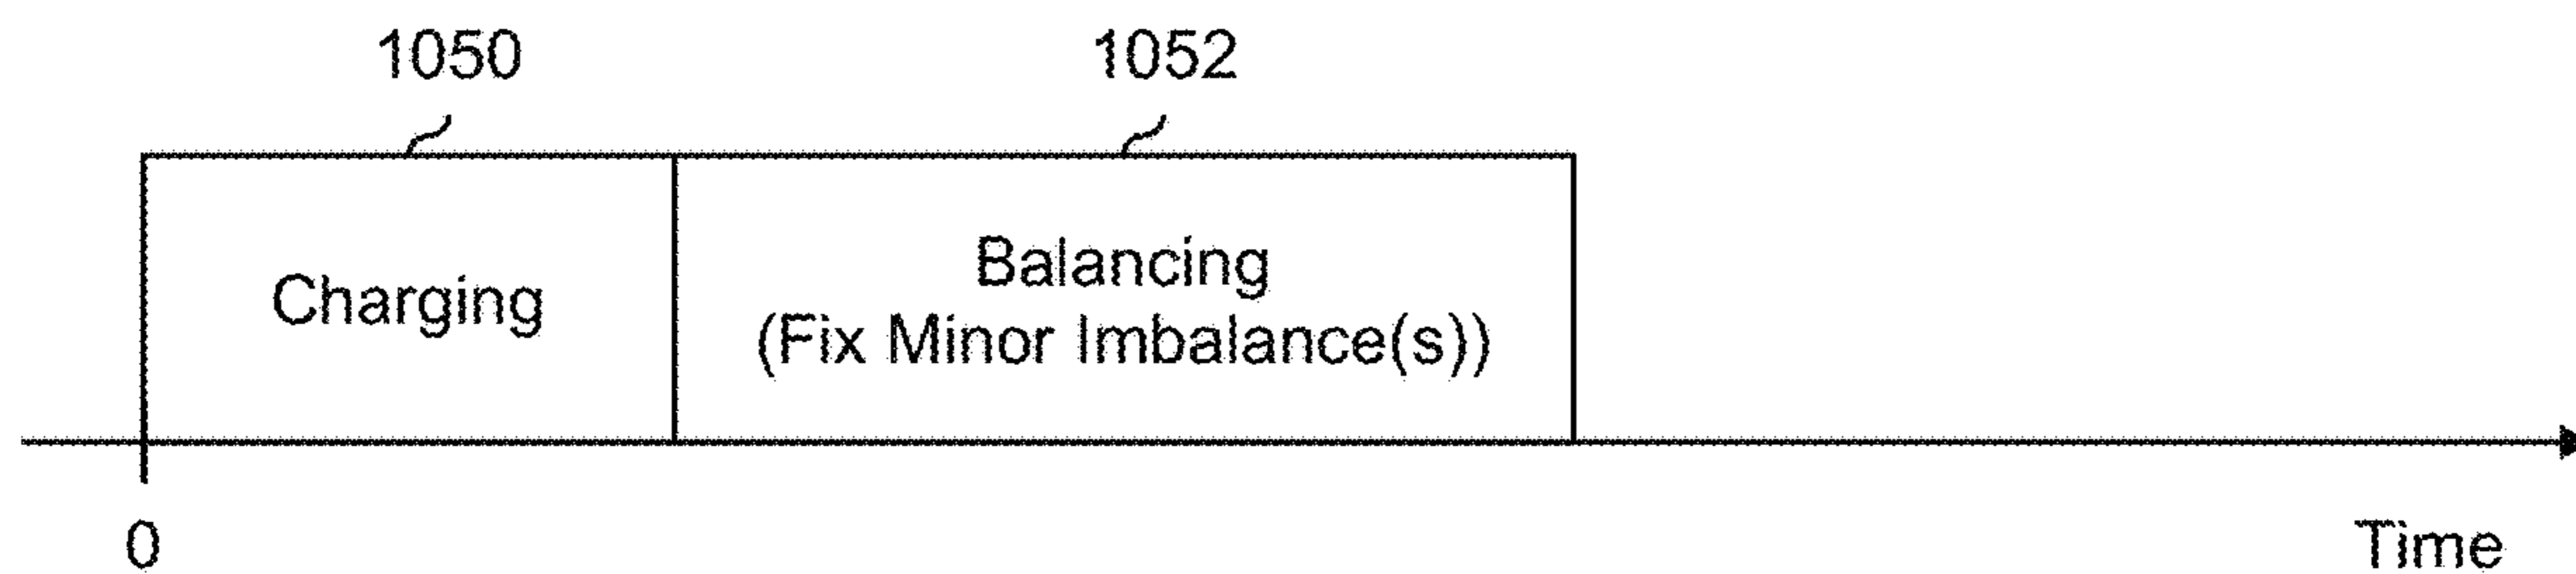 1050
1052
Charging
Balancing
(Fix Minor Imbalance(s))
0
Time